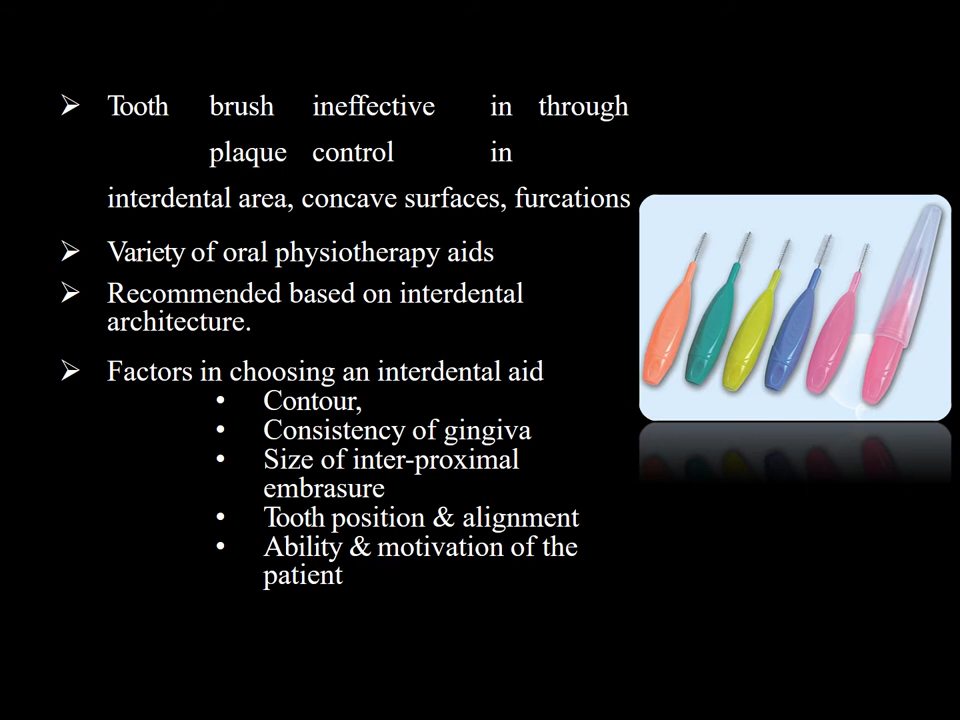 ➢ Tooth brush ineffective in through
plaque control in
interdental area, concave surfaces, furcations
➢ Variety of oral physiotherapy aids
➢ Recommended based on interdental
architecture.
➢ Factors in choosing an interdental aid
• Contour,
• Consistency of gingiva
• Size of inter-proximal
embrasure
• Tooth position & alignment
• Ability & motivation of the
patient